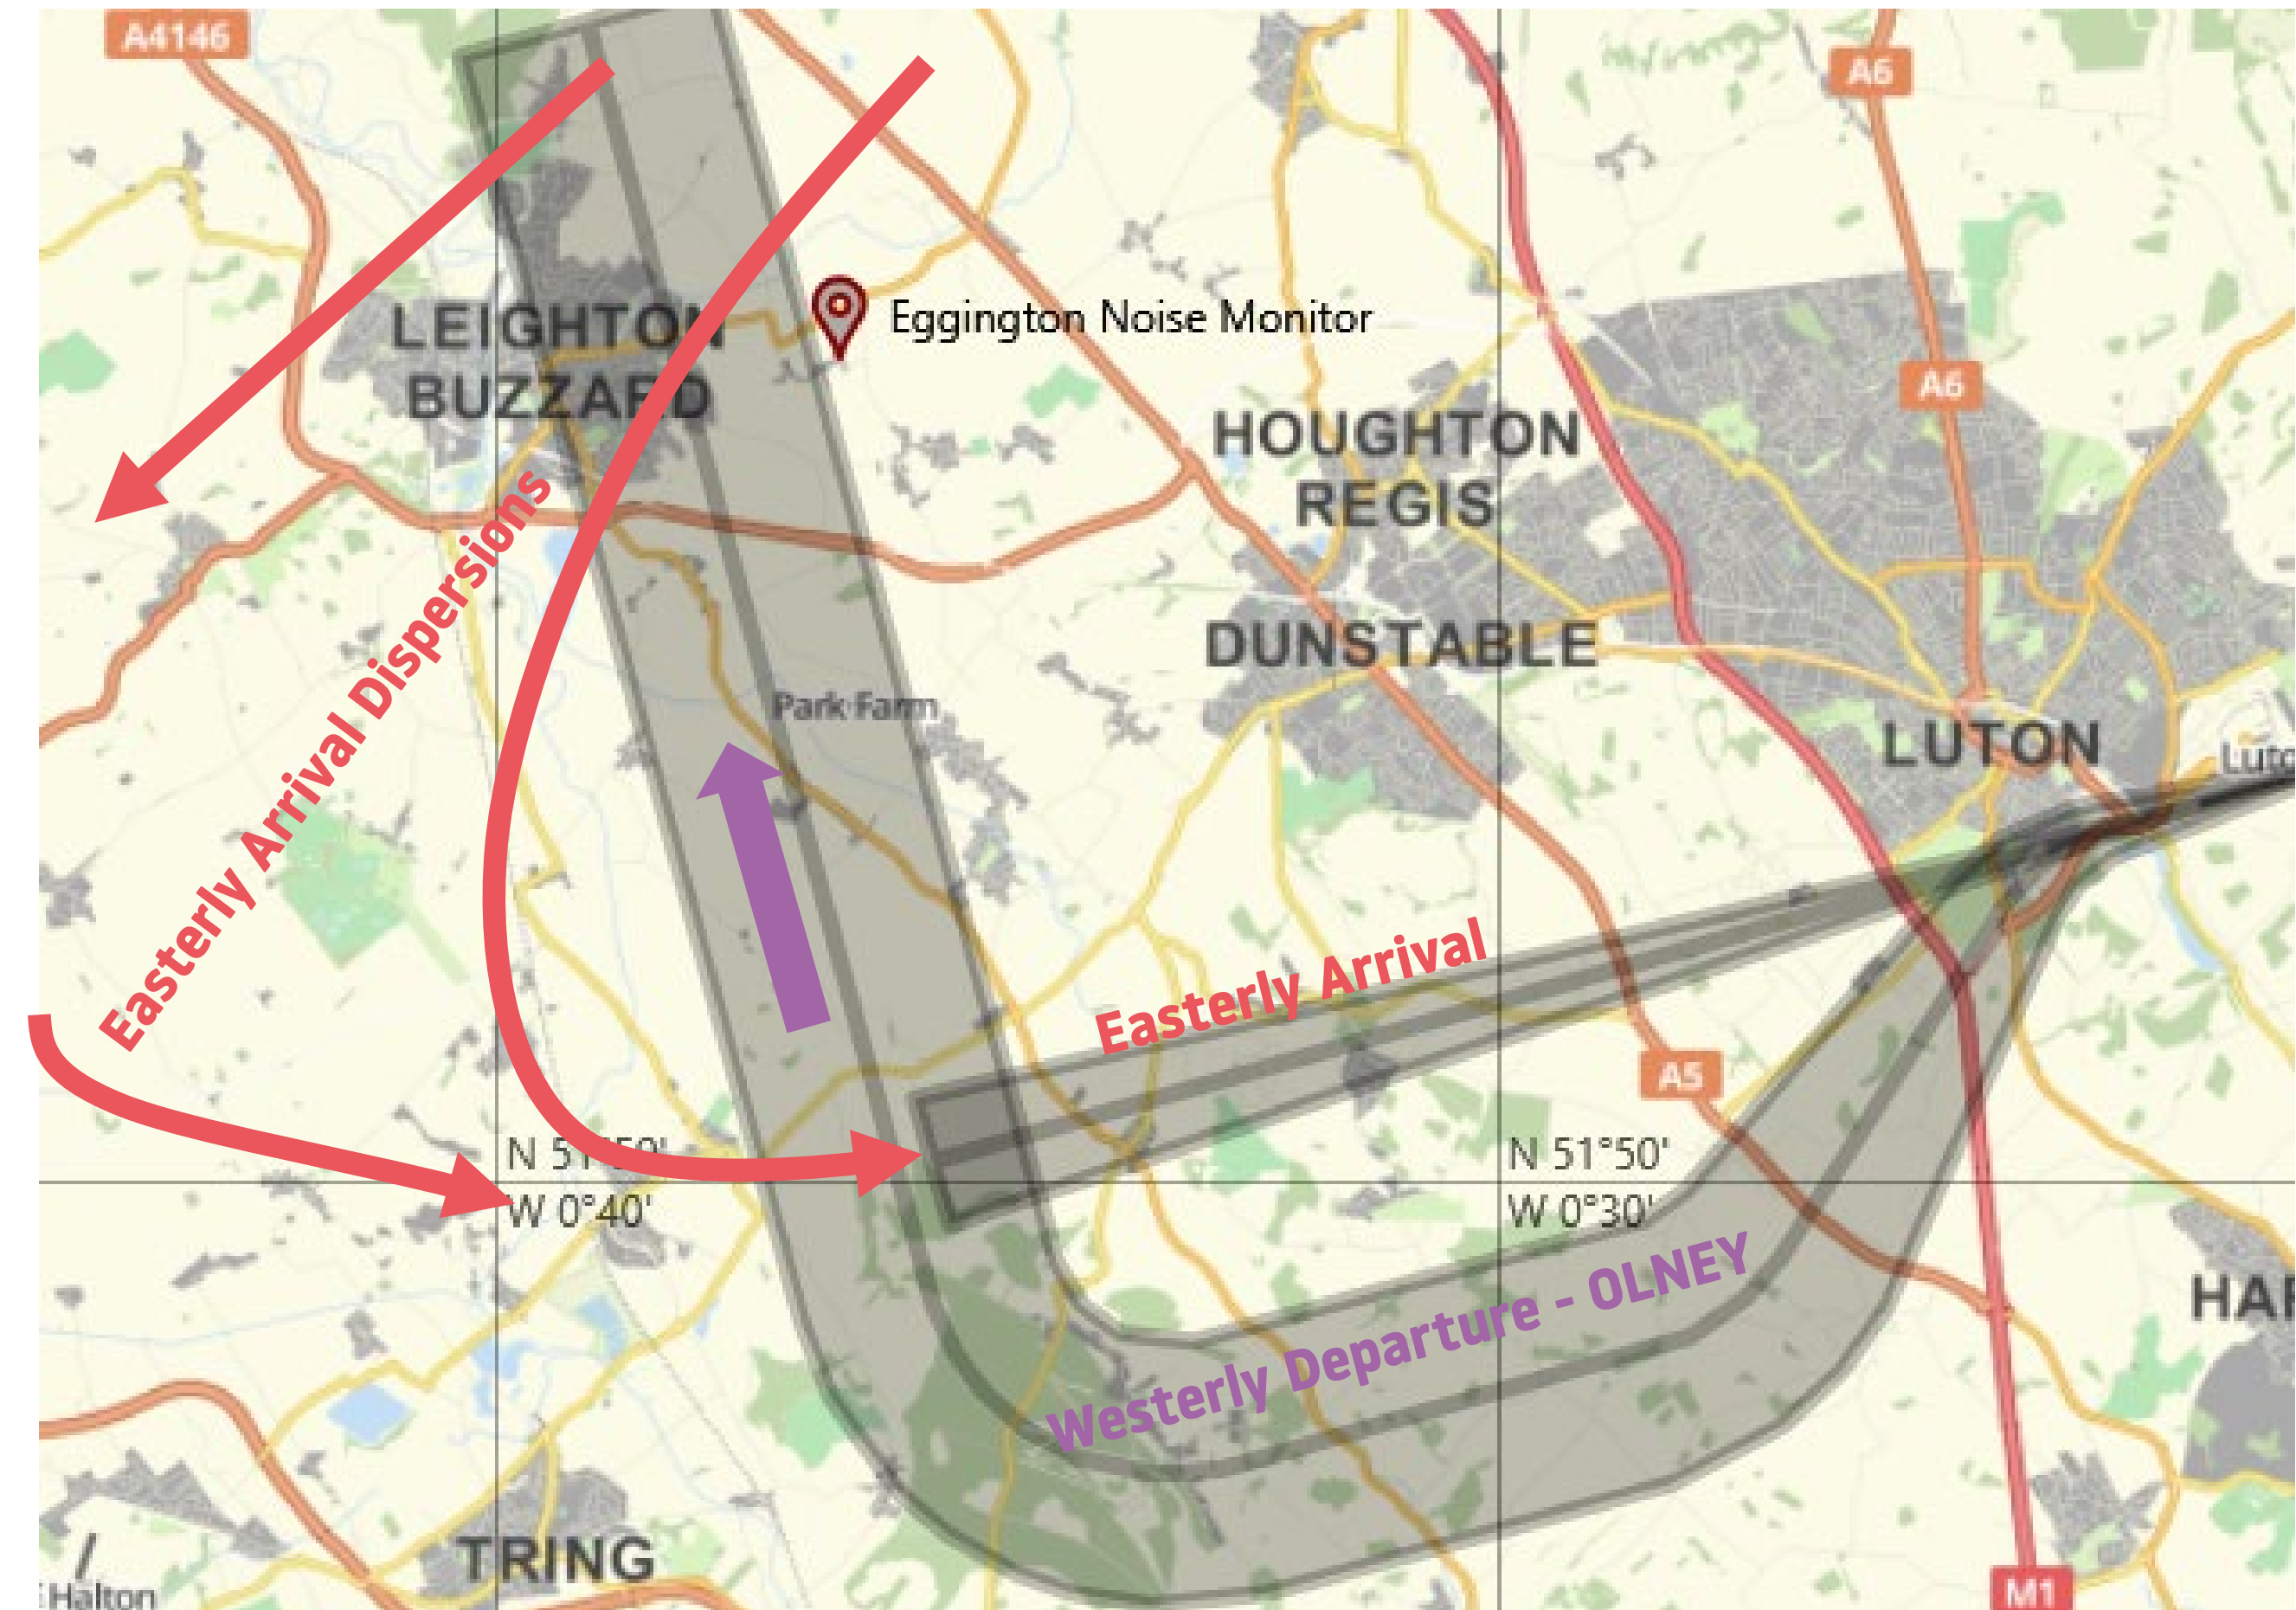 A4146
A6
LEIGHTON
BUZZARD
Eggington Noise Monitor
A6
HOUGHTON
REGIS
DUNSTABLE
Easterly Arrival Dispersions
Park Farm
LUTON
Easterly Arrival
A5
N 51°50'
W 0°40'
N 51°50'
W 0°30'
Westerly Departure - OLNEY
TRING
Halton
M1